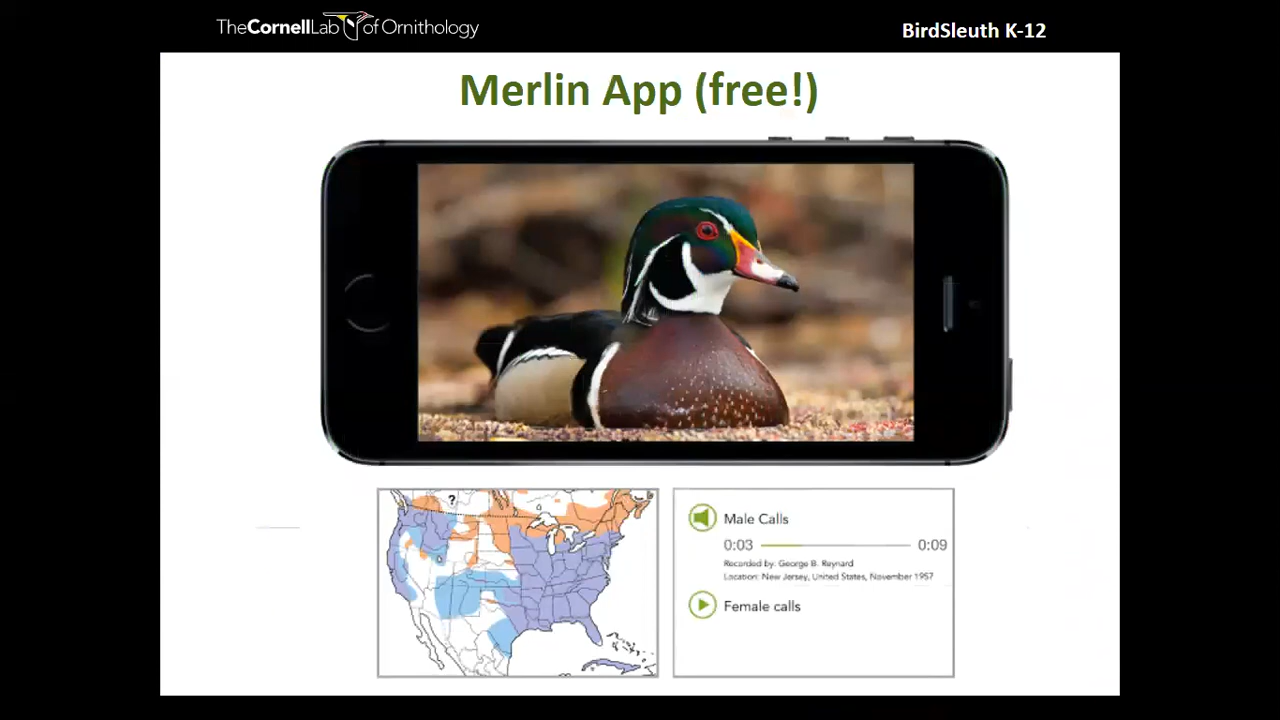 TheCornellLab of Ornithology
BirdSleuth K-12
Merlin App (free!)
?
Male Calls
0:03
0:09
Recorded by: George B. Reynard
Location: New Jersey, United States, November 1957
Female calls